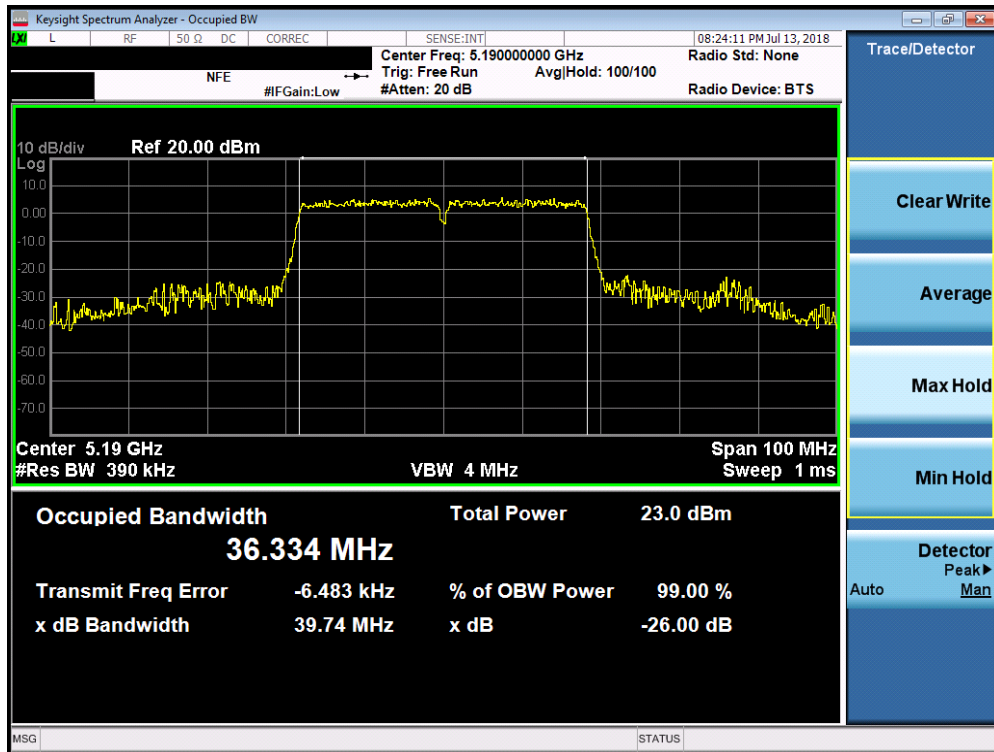 Keysight Spectrum Analyzer - Occupied BW
LXI L RF 50 Ω DC CORREC SENSE:INT 08:24:11 PM Jul 13, 2018
Center Freq: 5.190000000 GHz Radio Std: None
NFE Trig: Free Run Avg|Hold: 100/100
#IFGain:Low #Atten: 20 dB Radio Device: BTS
Trace/Detector
10 dB/div Ref 20.00 dBm
Log
10.0
0.00
-10.0
-20.0
-30.0
-40.0
-50.0
-60.0
-70.0
Center 5.19 GHz Span 100 MHz
#Res BW 390 kHz VBW 4 MHz Sweep 1 ms
Occupied Bandwidth Total Power 23.0 dBm
36.334 MHz
Transmit Freq Error -6.483 kHz % of OBW Power 99.00 %
x dB Bandwidth 39.74 MHz x dB -26.00 dB
Clear Write
Average
Max Hold
Min Hold
Detector
Peak▶
Auto Man
MSG STATUS